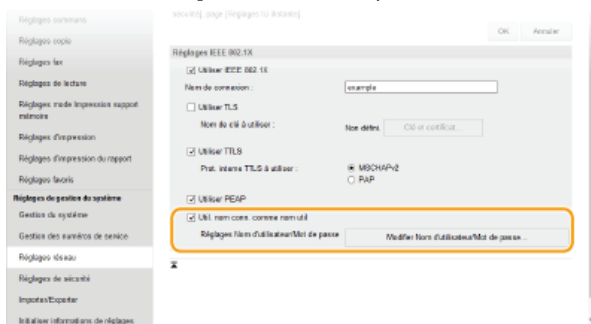 Réglages communs
Réglages copie
Réglages fax
Réglages de lecture
Réglages mode Impression support
mémoire
Réglages d'impression
Réglages d'impression du rapport
Réglages favoris
Réglages de gestion du système
Gestion du système
Gestion des numéros de service
Réglages réseau
Réglages de sécurité
Importer/Exporter
Initialiser informations de réglages
sécurité], page [Réglages IU distante].
OK Annuler
Réglages IEEE 802.1X
Utiliser IEEE 802.1X
Nom de connexion : example
Utiliser TLS
Nom de clé à utiliser : Non défini. Clé et certificat...
Utiliser TTLS
Prot. interne TTLS à utiliser : MSCHAPv2
PAP
Utiliser PEAP
Util. nom conn. comme nom util
Réglages Nom d'utilisateur/Mot de passe Modifier Nom d'utilisateur/Mot de passe...